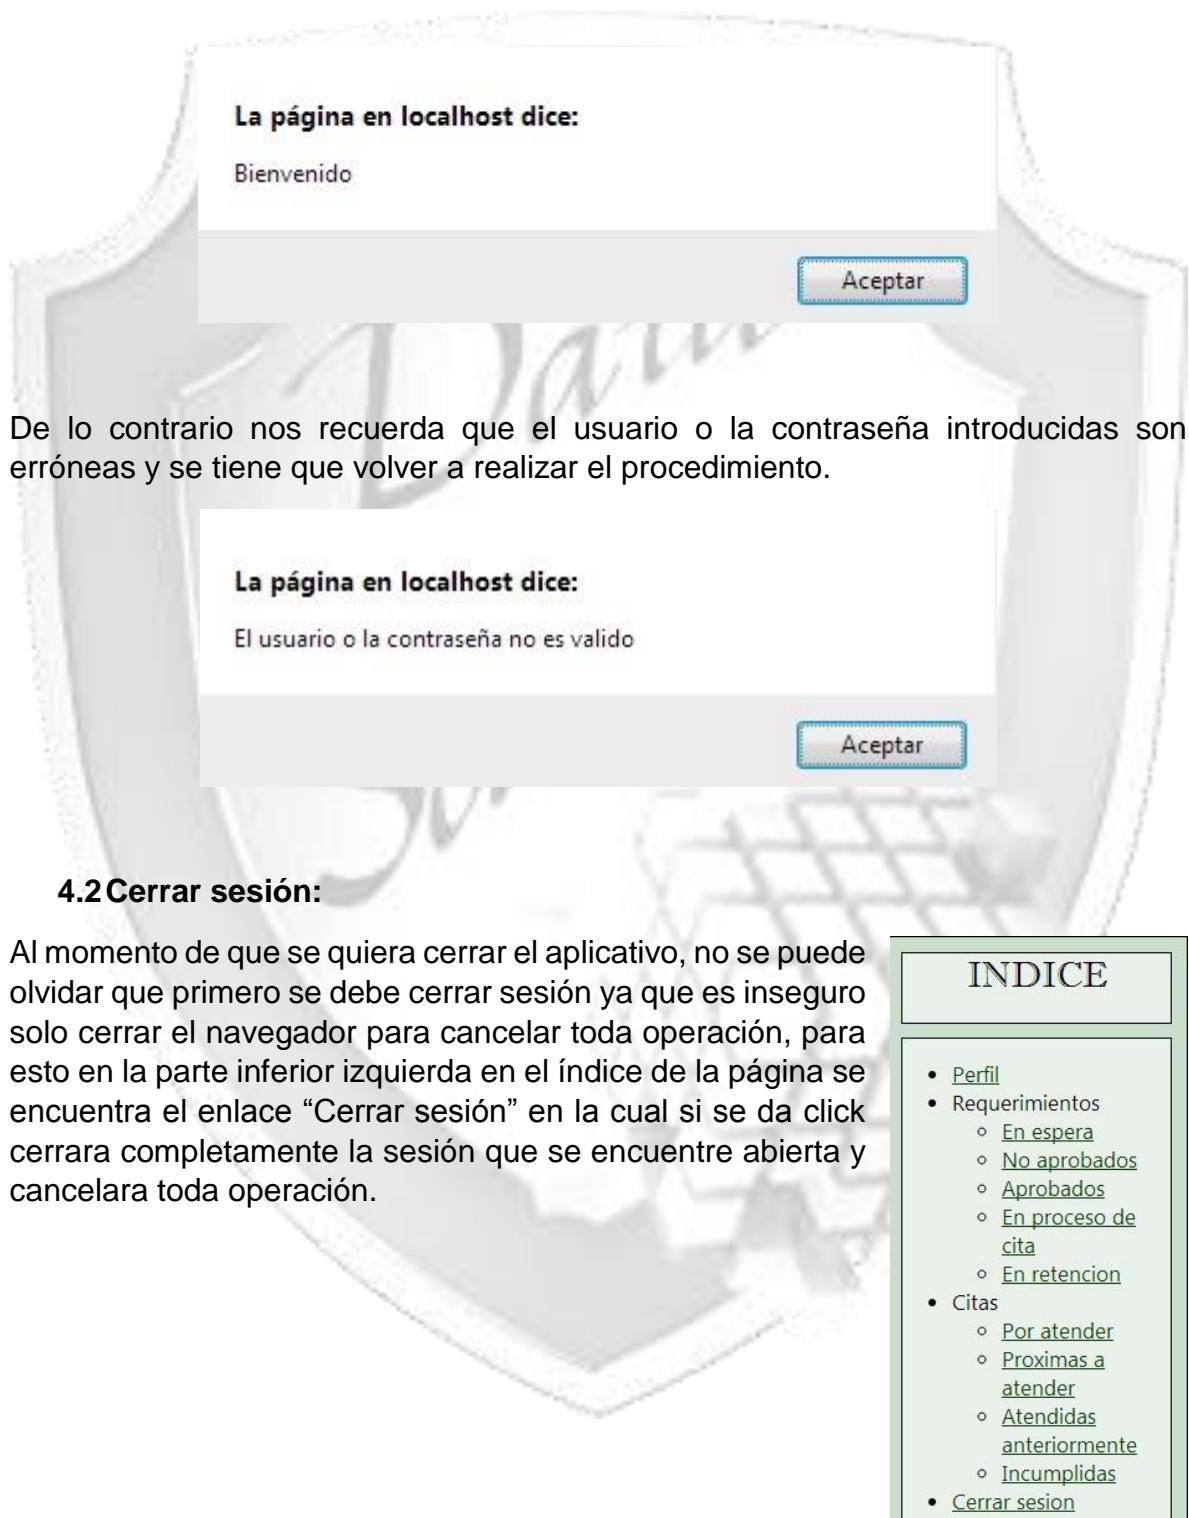 La página en localhost dice:
Bienvenido
Aceptar
De lo contrario nos recuerda que el usuario o la contraseña introducidas son
erróneas y se tiene que volver a realizar el procedimiento.
La página en localhost dice:
El usuario o la contraseña no es valido
Aceptar
4.2 Cerrar sesión:
Al momento de que se quiera cerrar el aplicativo, no se puede
olvidar que primero se debe cerrar sesión ya que es inseguro
solo cerrar el navegador para cancelar toda operación, para
esto en la parte inferior izquierda en el índice de la página se
encuentra el enlace “Cerrar sesión” en la cual si se da click
cerrara completamente la sesión que se encuentre abierta y
cancelara toda operación.
INDICE
Perfil
Requerimientos
En espera
No aprobados
Aprobados
En proceso de
cita
En retencion
Citas
Por atender
Proximas a
atender
Atendidas
anteriormente
Incumplidas
Cerrar sesion